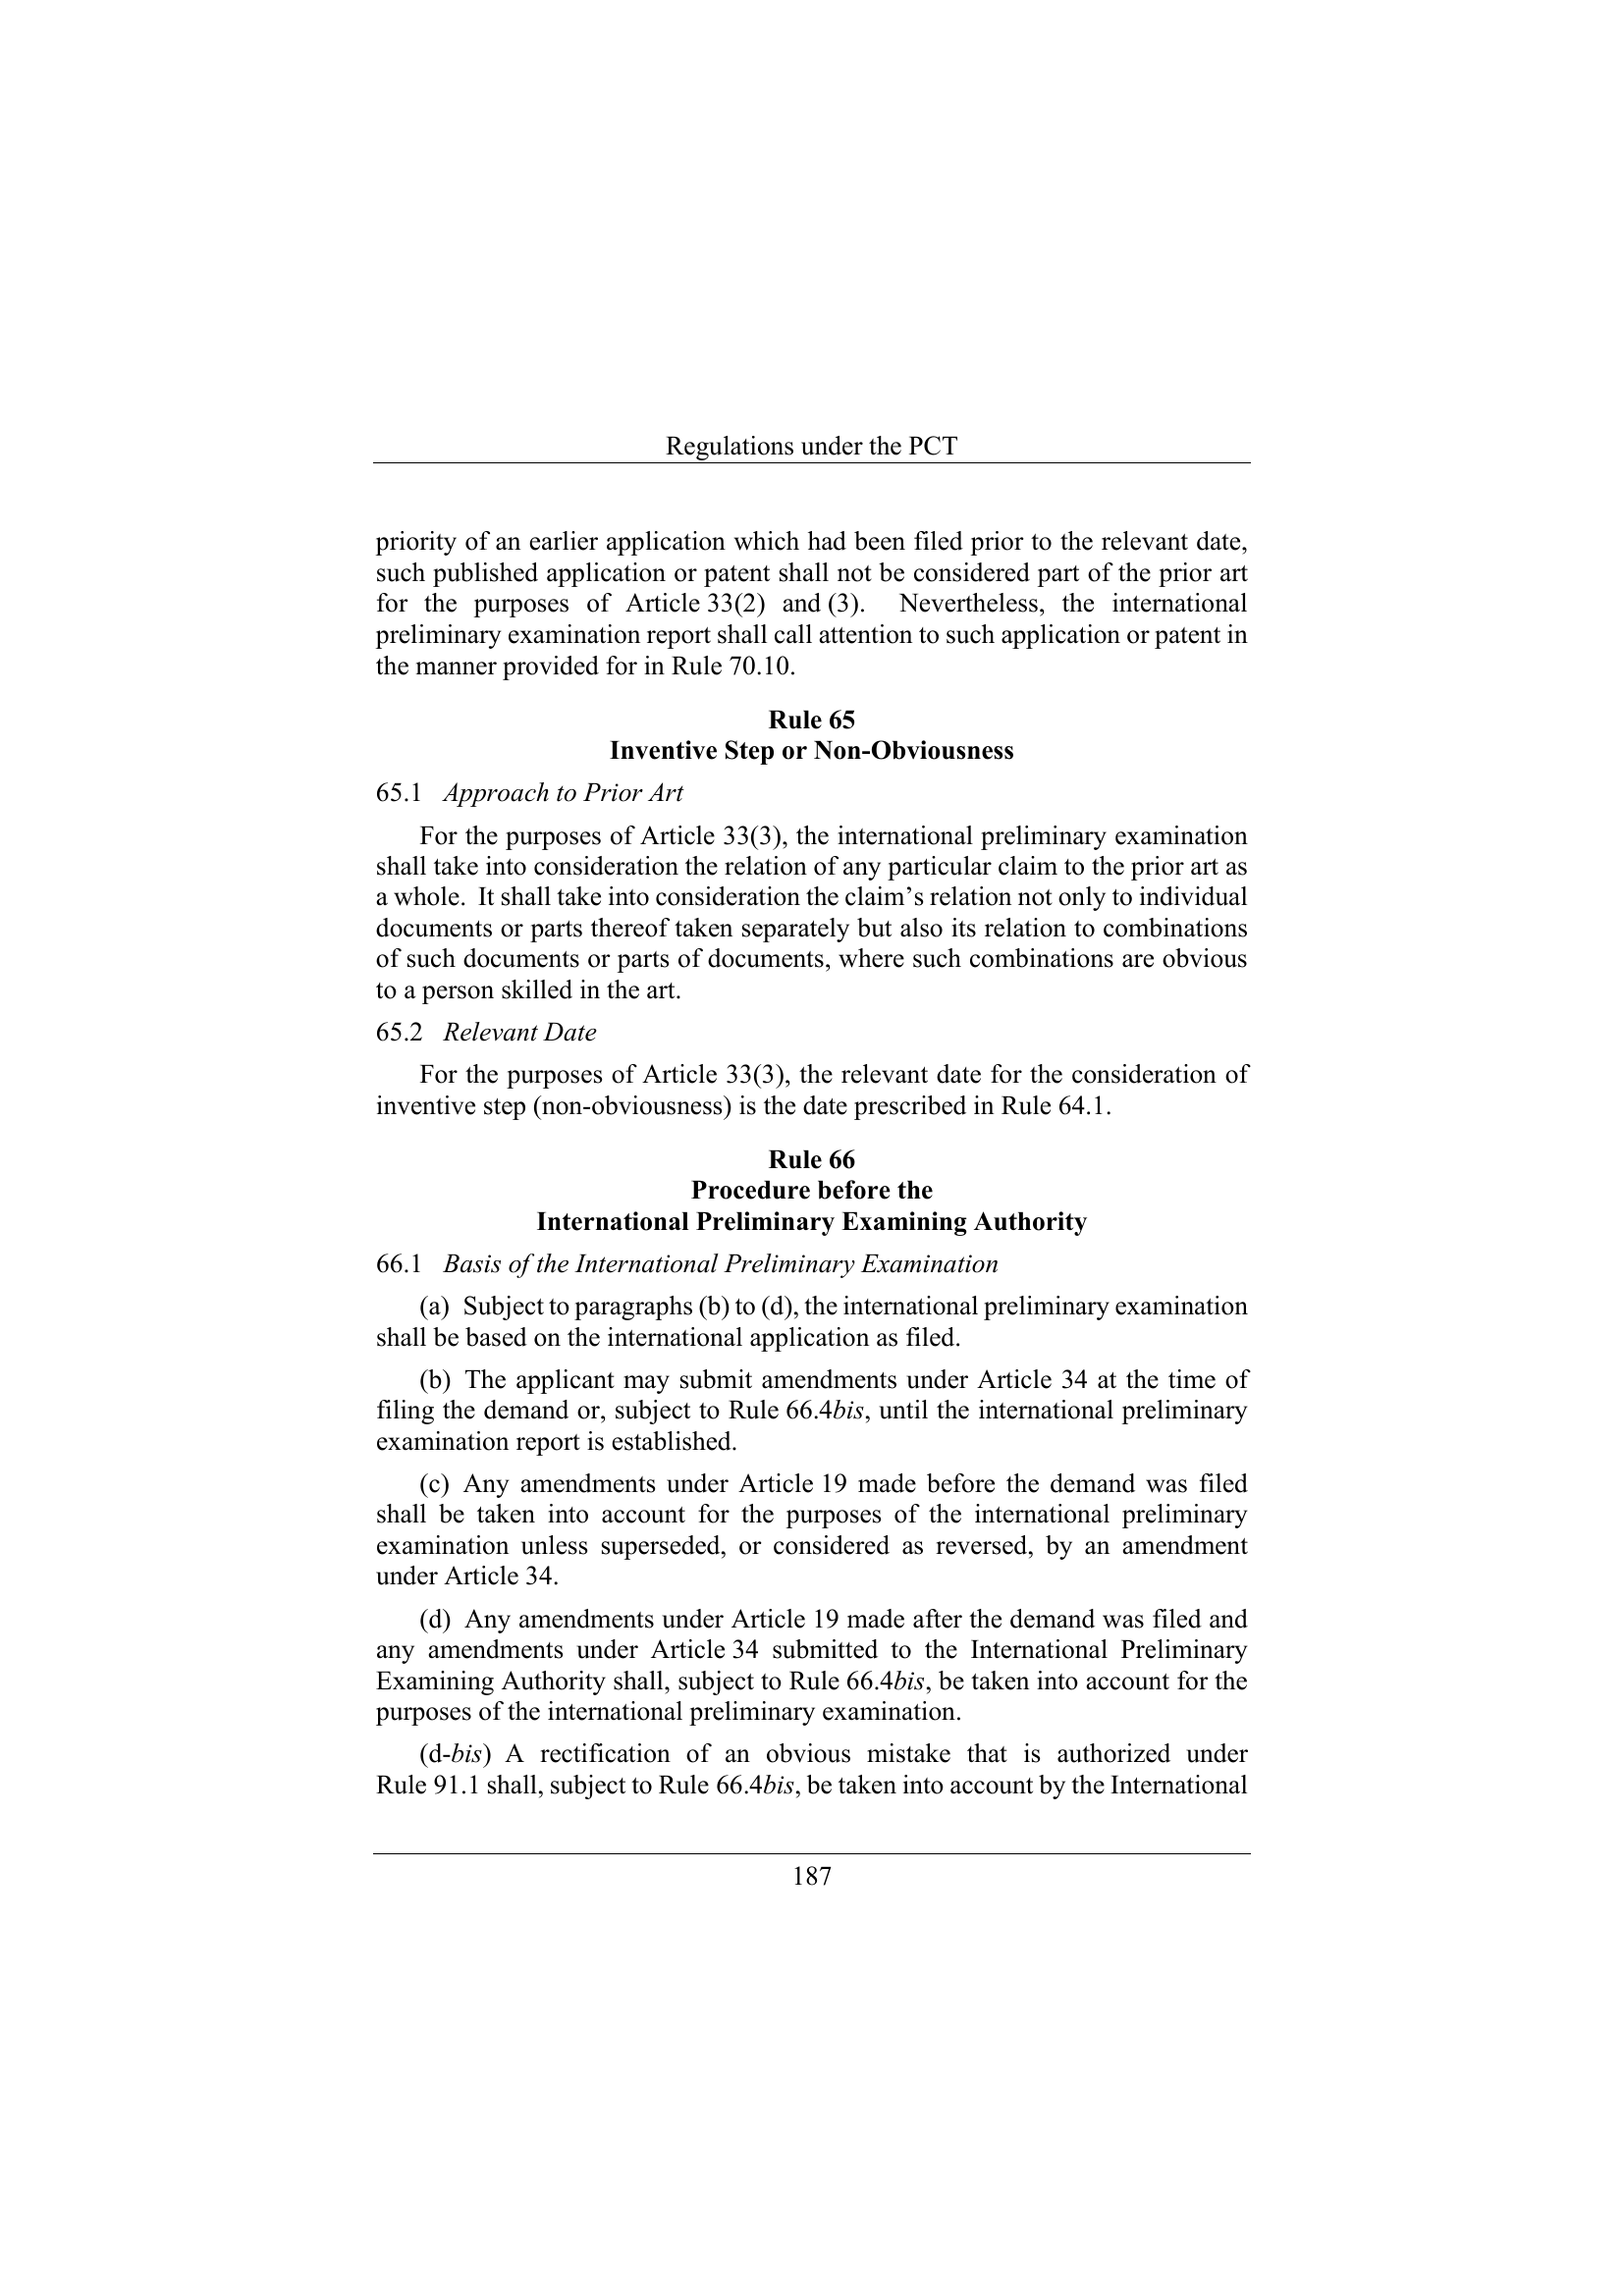 Regulations under the PCT
priority of an earlier application which had been filed prior to the relevant date,
such published application or patent shall not be considered part of the prior art
for the purposes of Article 33(2) and (3). Nevertheless, the international
preliminary examination report shall call attention to such application or patent in
the manner provided for in Rule 70.10.
Rule 65
Inventive Step or Non-Obviousness
65.1 Approach to Prior Art
For the purposes of Article 33(3), the international preliminary examination
shall take into consideration the relation of any particular claim to the prior art as
a whole. It shall take into consideration the claim’s relation not only to individual
documents or parts thereof taken separately but also its relation to combinations
of such documents or parts of documents, where such combinations are obvious
to a person skilled in the art.
65.2 Relevant Date
For the purposes of Article 33(3), the relevant date for the consideration of
inventive step (non-obviousness) is the date prescribed in Rule 64.1.
Rule 66
Procedure before the
International Preliminary Examining Authority
66.1 Basis of the International Preliminary Examination
(a) Subject to paragraphs (b) to (d), the international preliminary examination
shall be based on the international application as filed.
(b) The applicant may submit amendments under Article 34 at the time of
filing the demand or, subject to Rule 66.4bis, until the international preliminary
examination report is established.
(c) Any amendments under Article 19 made before the demand was filed
shall be taken into account for the purposes of the international preliminary
examination unless superseded, or considered as reversed, by an amendment
under Article 34.
(d) Any amendments under Article 19 made after the demand was filed and
any amendments under Article 34 submitted to the International Preliminary
Examining Authority shall, subject to Rule 66.4bis, be taken into account for the
purposes of the international preliminary examination.
(d-bis) A rectification of an obvious mistake that is authorized under
Rule 91.1 shall, subject to Rule 66.4bis, be taken into account by the International
187